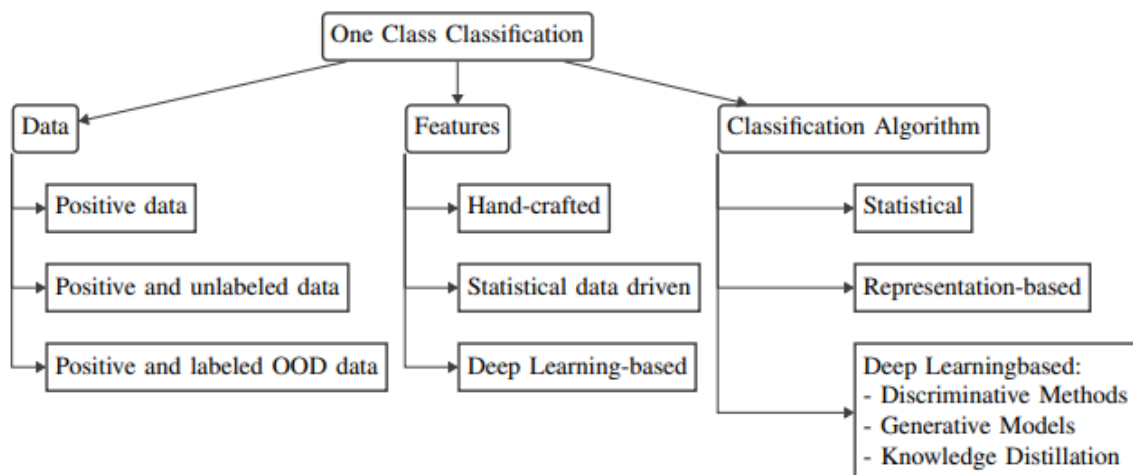 One Class Classification
Data
Features
Classification Algorithm
Positive data
Hand-crafted
Statistical
Positive and unlabeled data
Statistical data driven
Representation-based
Positive and labeled OOD data
Deep Learning-based
Deep Learningbased:
- Discriminative Methods
- Generative Models
- Knowledge Distillation